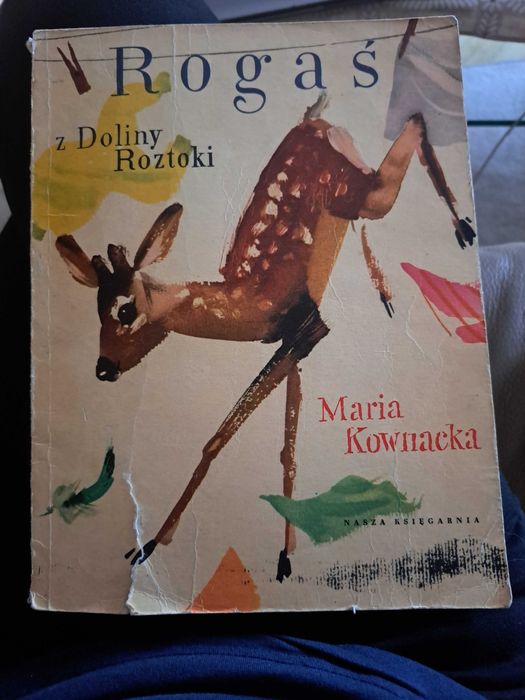 Rogaś
z Doliny
Roztoki
Maria
Kownacka
NASZA KSIĘGARNIA